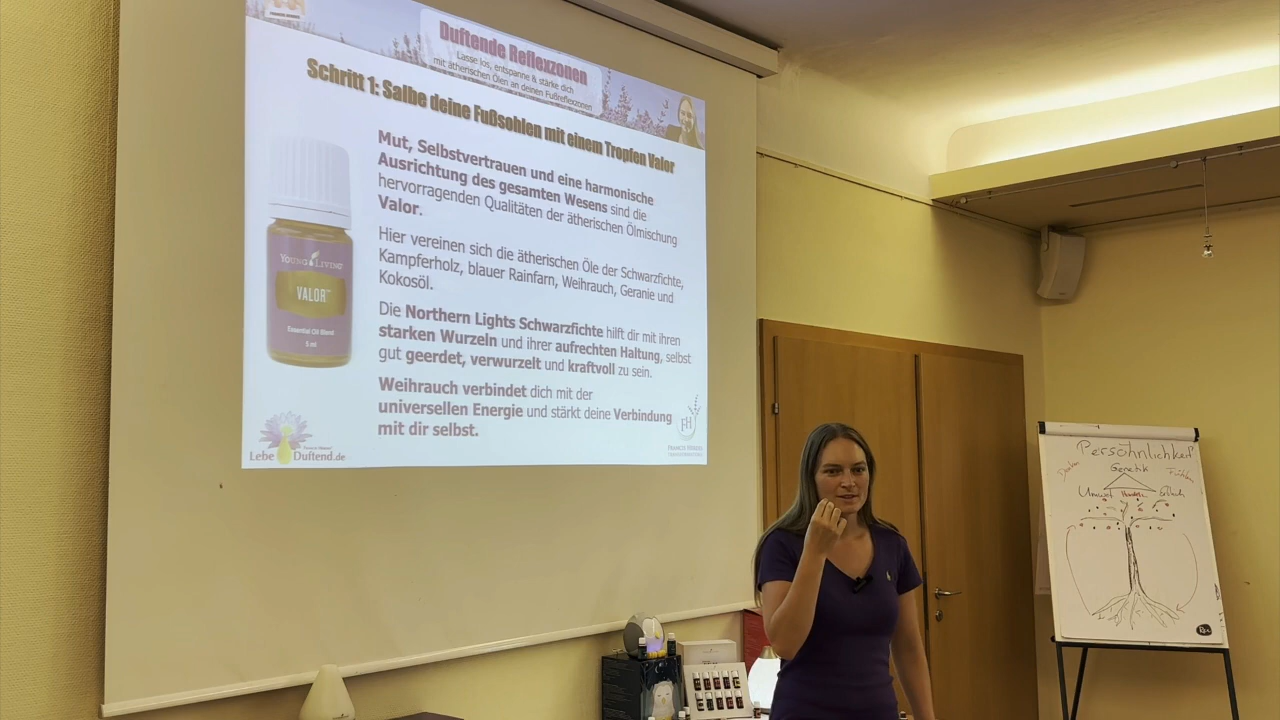 Duftende Reflexzonen
Lasse los, entspanne & stärke dich
mit ätherischen Ölen an deinen Fußreflexzonen
Schritt 1: Salbe deine Fußsohlen mit einem Tropfen Valor
Mut, Selbstvertrauen und eine harmonische
Ausrichtung des gesamten Wesens sind die
hervorragenden Qualitäten der ätherischen Ölmischung
Valor.
Hier vereinen sich die ätherischen Öle der Schwarzfichte,
Kampferholz, blauer Rainfarn, Weihrauch, Geranie und
Kokosöl.
Die Northern Lights Schwarzfichte hilft dir mit ihren
starken Wurzeln und ihrer aufrechten Haltung, selbst
gut geerdet, verwurzelt und kraftvoll zu sein.
Weihrauch verbindet dich mit der
universellen Energie und stärkt deine Verbindung
mit dir selbst.
YOUNG LIVING
VALOR™
Essential Oil Blend
5 ml
Lebe
Duftend.de
FH
Persönlichkeit
Genetik
Denken
Fühlen
Umwelt